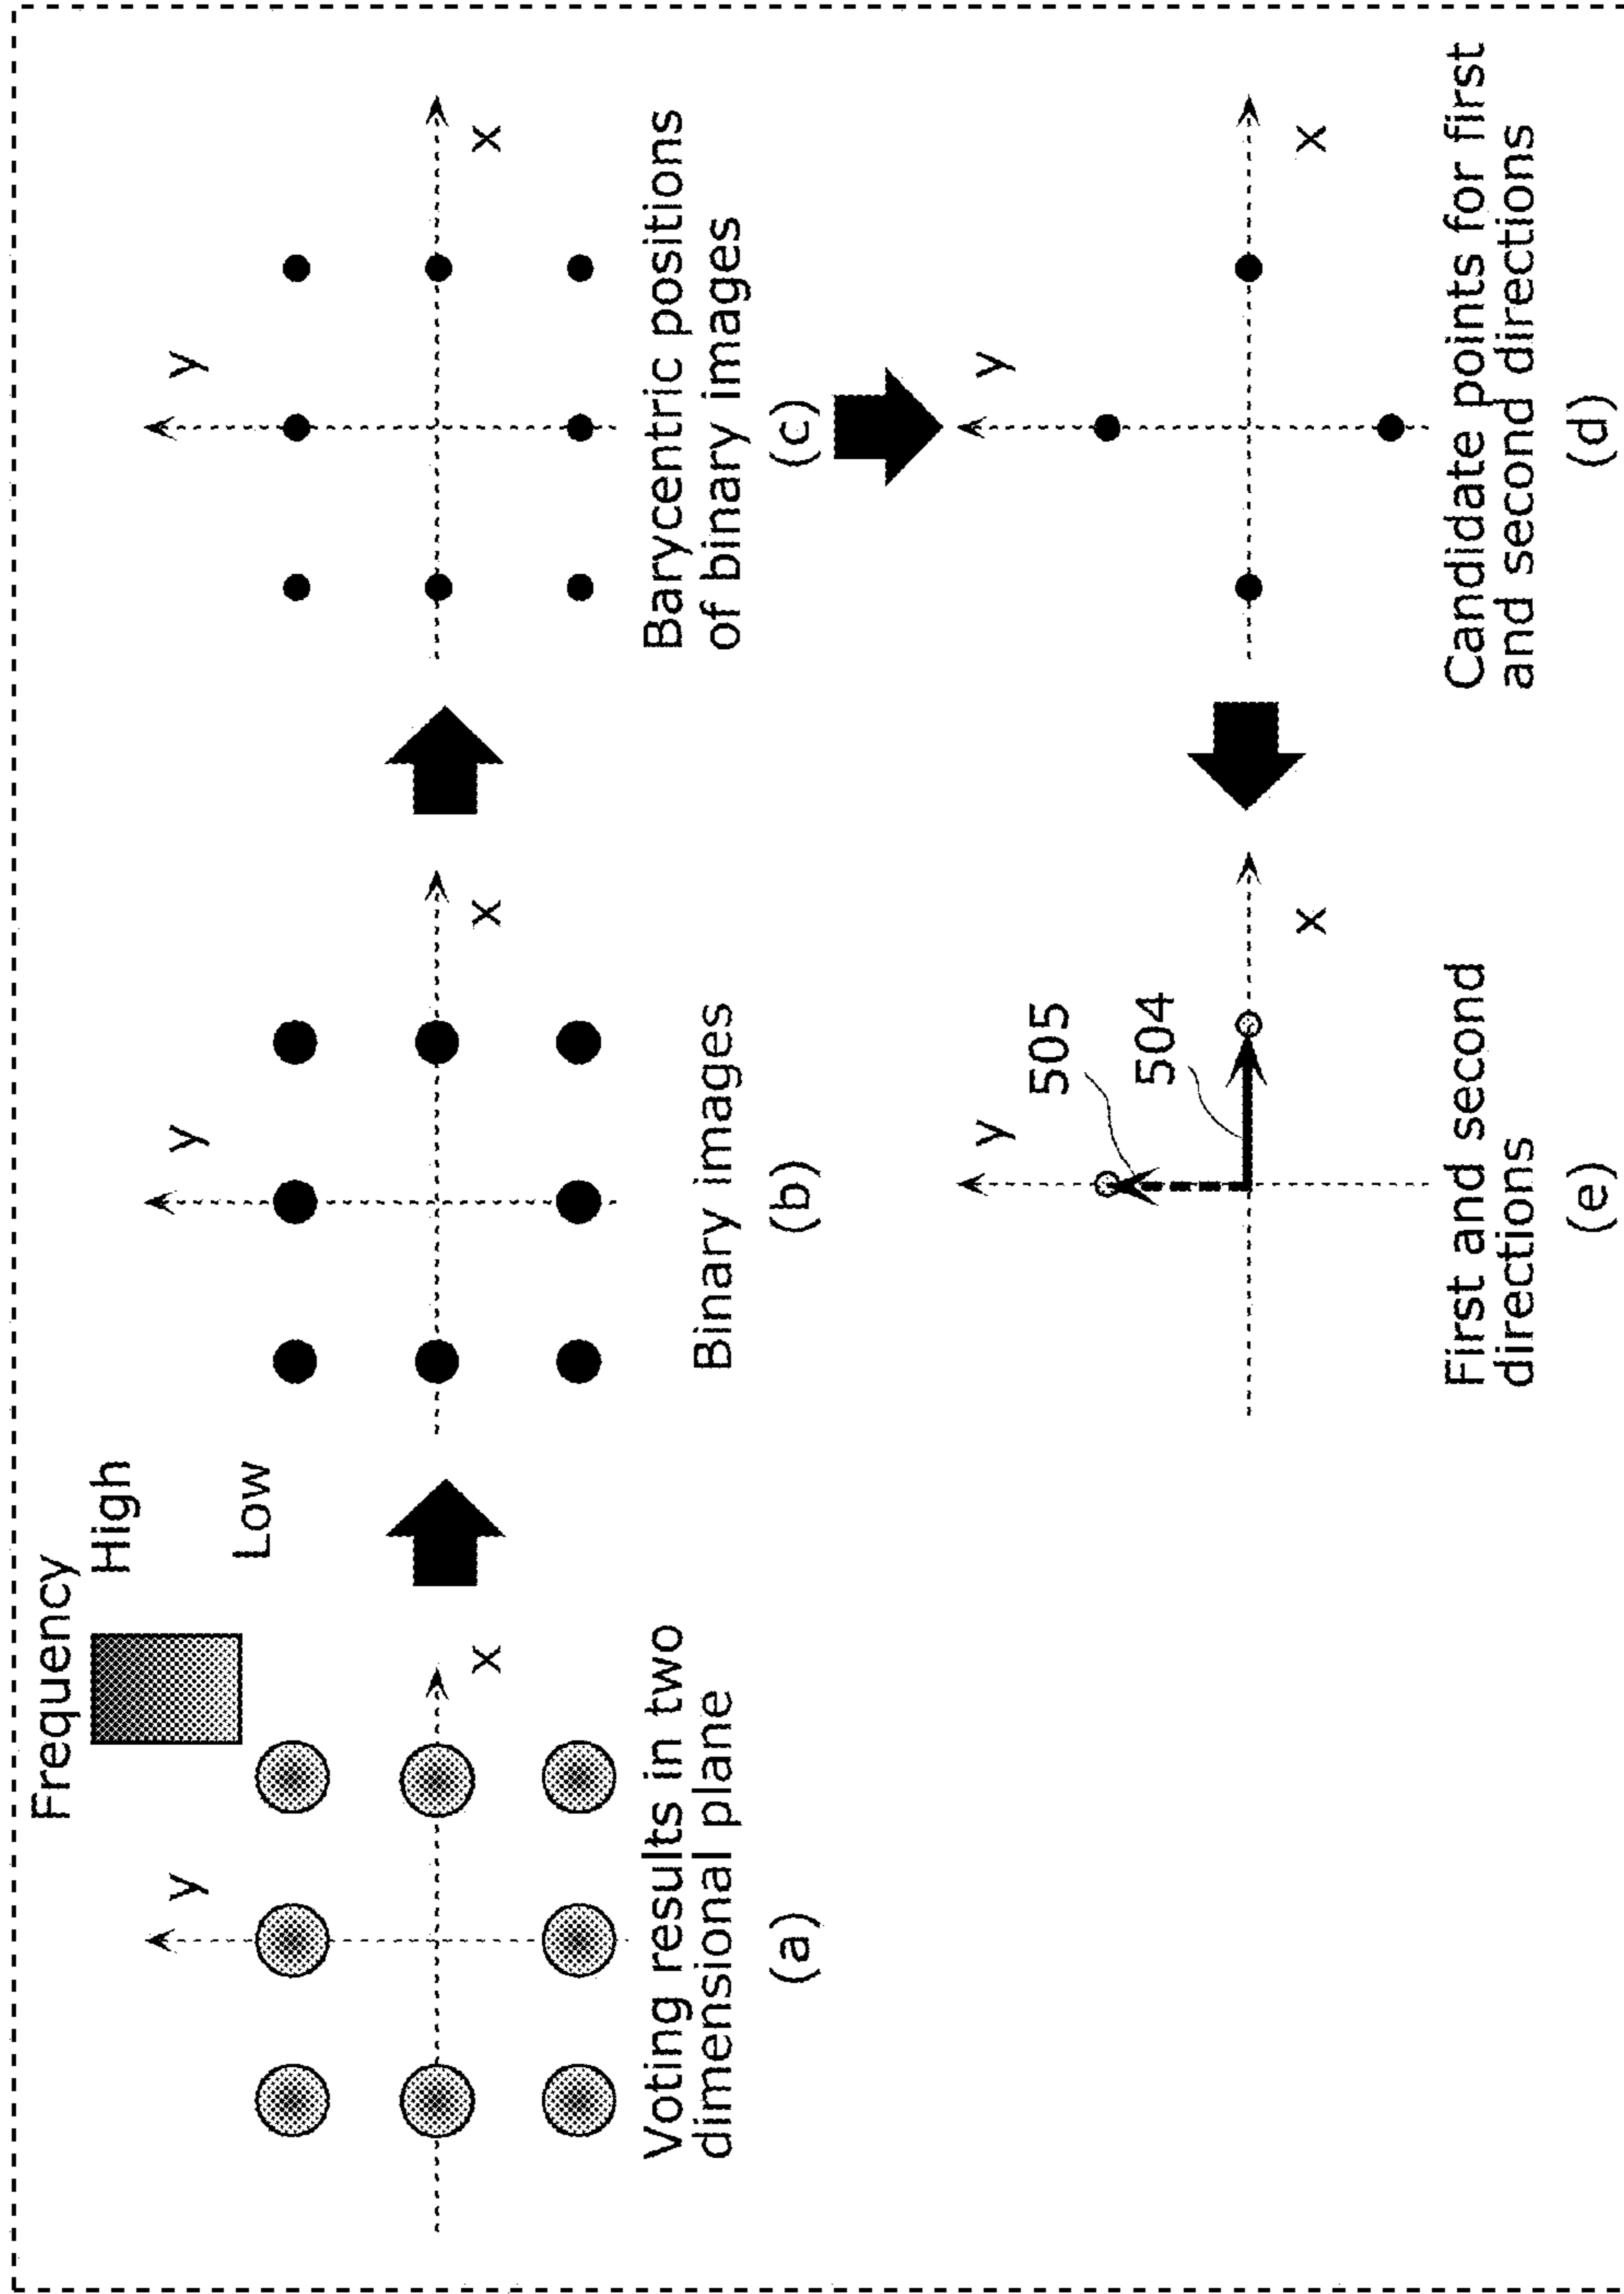 Frequency
High
Low
y
x
Voting results in two
dimensional plane
(a)
y
x
Binary images
(b)
y
x
Barycentric positions
of binary images
(c)
y
x
Candidate points for first
and second directions
(d)
y
505
504
x
First and second
directions
(e)